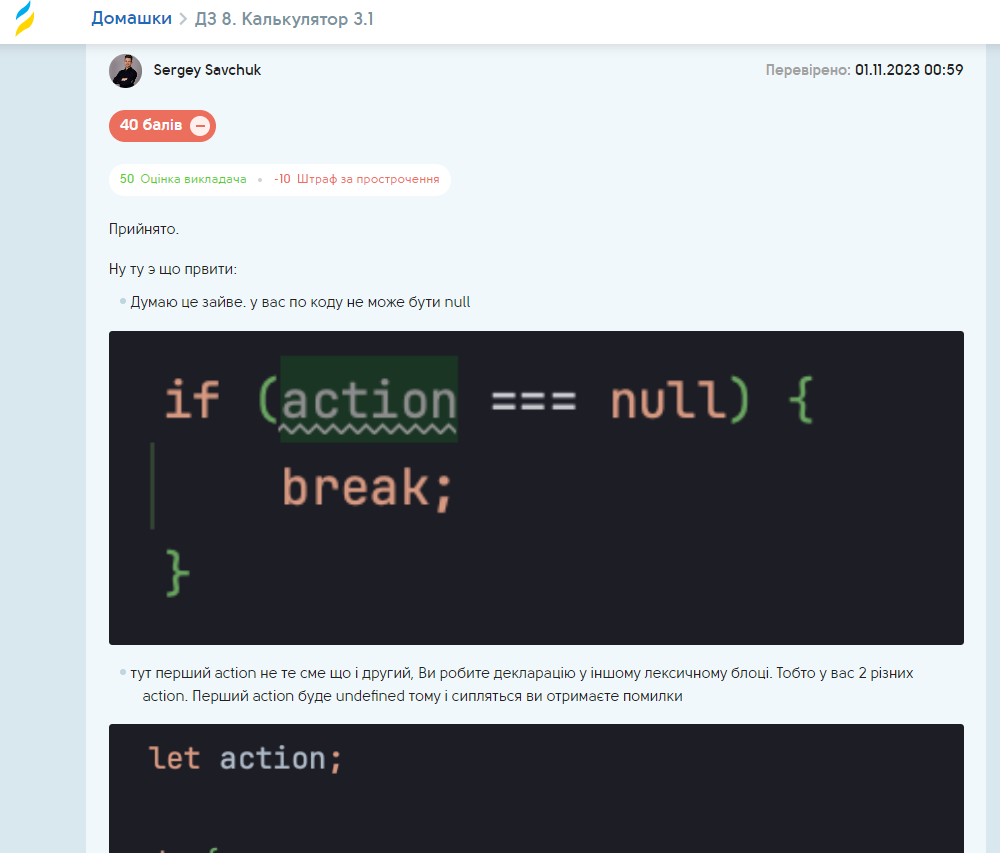 Домашки > ДЗ 8. Калькулятор 3.1
Sergey Savchuk
Перевірено: 01.11.2023 00:59
40 балів
50 Оцінка викладача • -10 Штраф за прострочення
Прийнято.
Ну ту э що првити:
Думаю це зайве. у вас по коду не може бути null
if (action === null) {
break;
}
тут перший action не те сме що і другий, Ви робите декларацію у іншому лексичному блоці. Тобто у вас 2 різних
action. Перший action буде undefined тому і сипляться ви отримаєте помилки
let action;